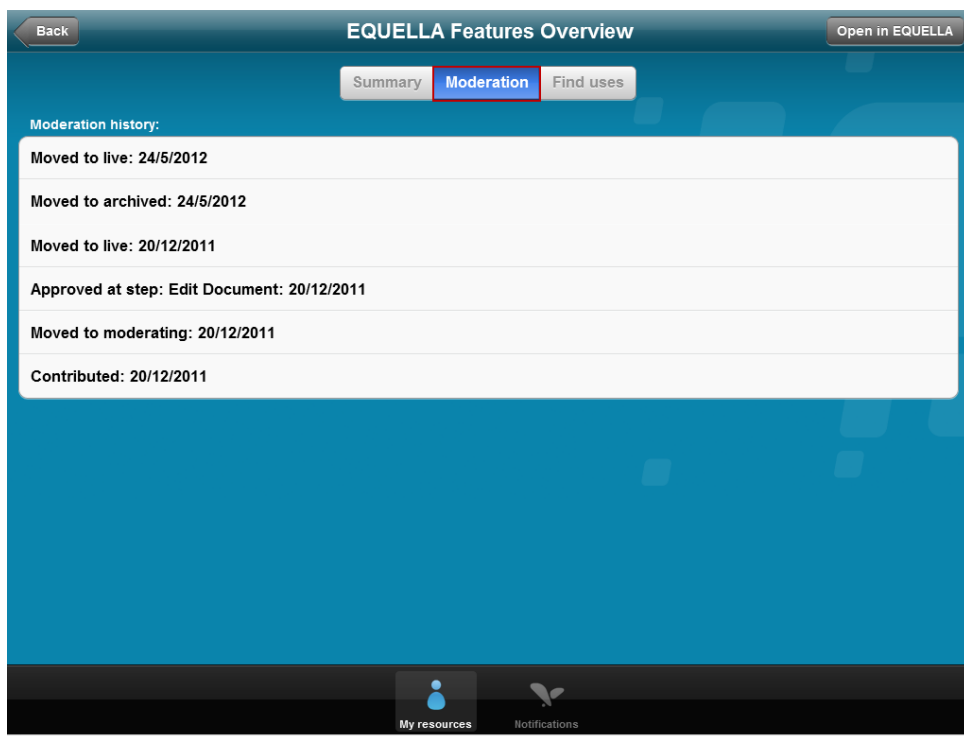 Back
EQUELLA Features Overview
Open in EQUELLA
Summary
Moderation
Find uses
Moderation history:
Moved to live: 24/5/2012
Moved to archived: 24/5/2012
Moved to live: 20/12/2011
Approved at step: Edit Document: 20/12/2011
Moved to moderating: 20/12/2011
Contributed: 20/12/2011
My resources
Notifications